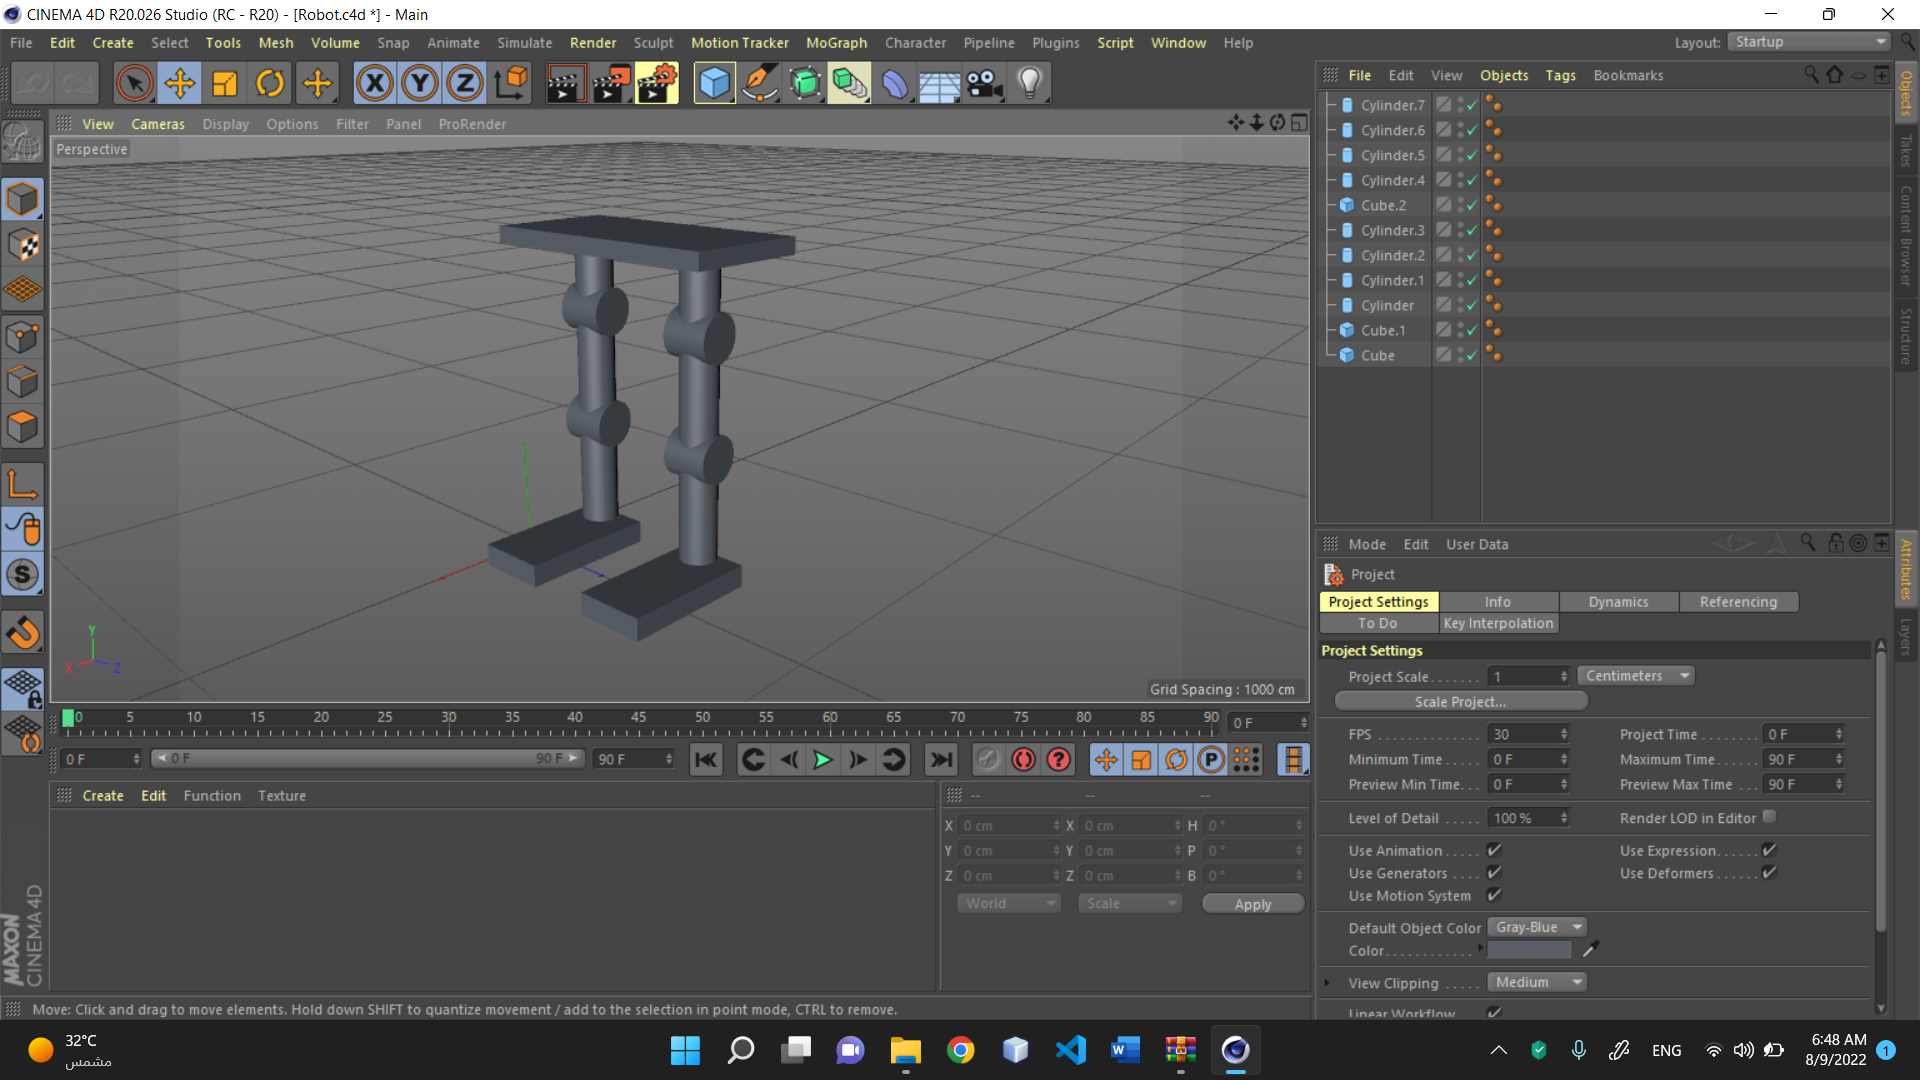 CINEMA 4D R20.026 Studio (RC - R20) - [Robot.c4d *] - Main
File Edit Create Select Tools Mesh Volume Snap Animate Simulate Render Sculpt Motion Tracker MoGraph Character Pipeline Plugins Script Window Help
Layout: Startup
X Y Z
File Edit View Objects Tags Bookmarks
View Cameras Display Options Filter Panel ProRender
Perspective
Cylinder.7
Cylinder.6
Cylinder.5
Cylinder.4
Cube.2
Cylinder.3
Cylinder.2
Cylinder.1
Cylinder
Cube.1
Cube
Objects
Takes
Content Browser
Structure
S
Y
X
Z
Grid Spacing : 1000 cm
0 5 10 15 20 25 30 35 40 45 50 55 60 65 70 75 80 85 90
0 F
0 F
0 F
90 F
90 F
P
Create Edit Function Texture
-- -- --
X 0 cm X 0 cm H 0 °
Y 0 cm Y 0 cm P 0 °
Z 0 cm Z 0 cm B 0 °
World Scale Apply
MAXON
CINEMA 4D
Mode Edit User Data
Project
Project Settings Info Dynamics Referencing
To Do Key Interpolation
Project Settings
Project Scale....... 1 Centimeters
Scale Project...
FPS 30 Project Time 0 F
Minimum Time..... 0 F Maximum Time..... 90 F
Preview Min Time... 0 F Preview Max Time ... 90 F
Level of Detail ..... 100 % Render LOD in Editor
Use Animation..... Use Expression.....
Use Generators .... Use Deformers......
Use Motion System
Default Object Color Gray-Blue
Color............
View Clipping ..... Medium
Linear Workflow
Attributes
Layers
Move: Click and drag to move elements. Hold down SHIFT to quantize movement / add to the selection in point mode, CTRL to remove.
32°C
مشمس
ENG
6:48 AM
8/9/2022
1